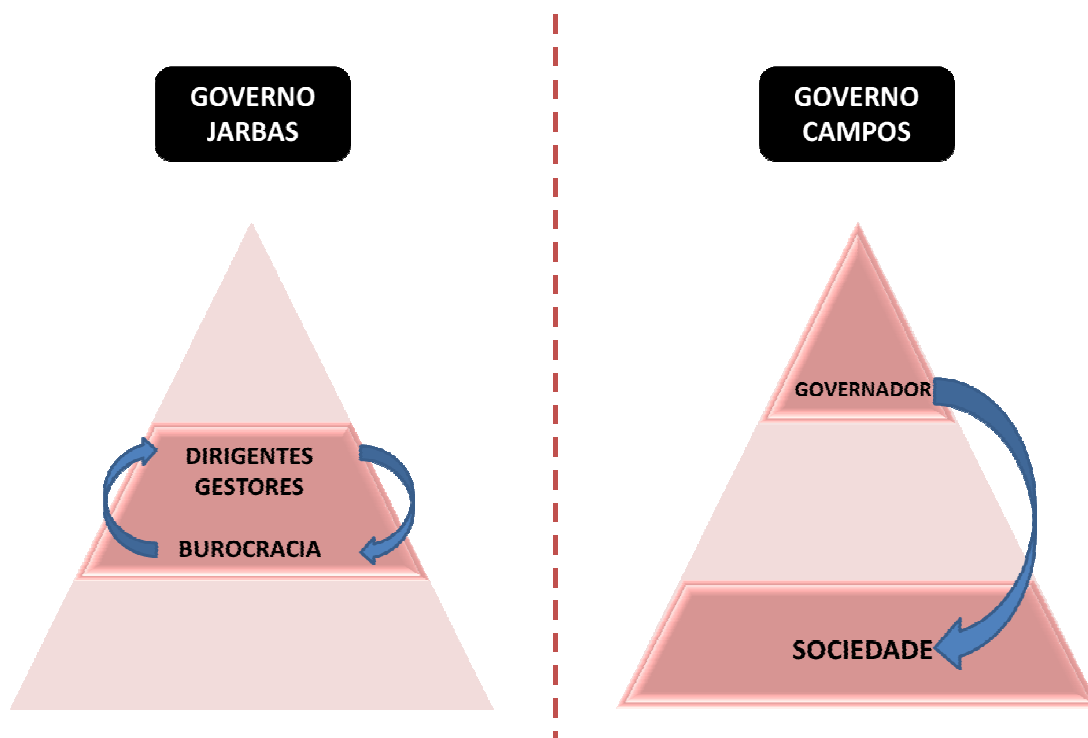 GOVERNO
JARBAS
DIRIGENTES
GESTORES
BUROCRACIA
GOVERNO
CAMPOS
GOVERNADOR
SOCIEDADE